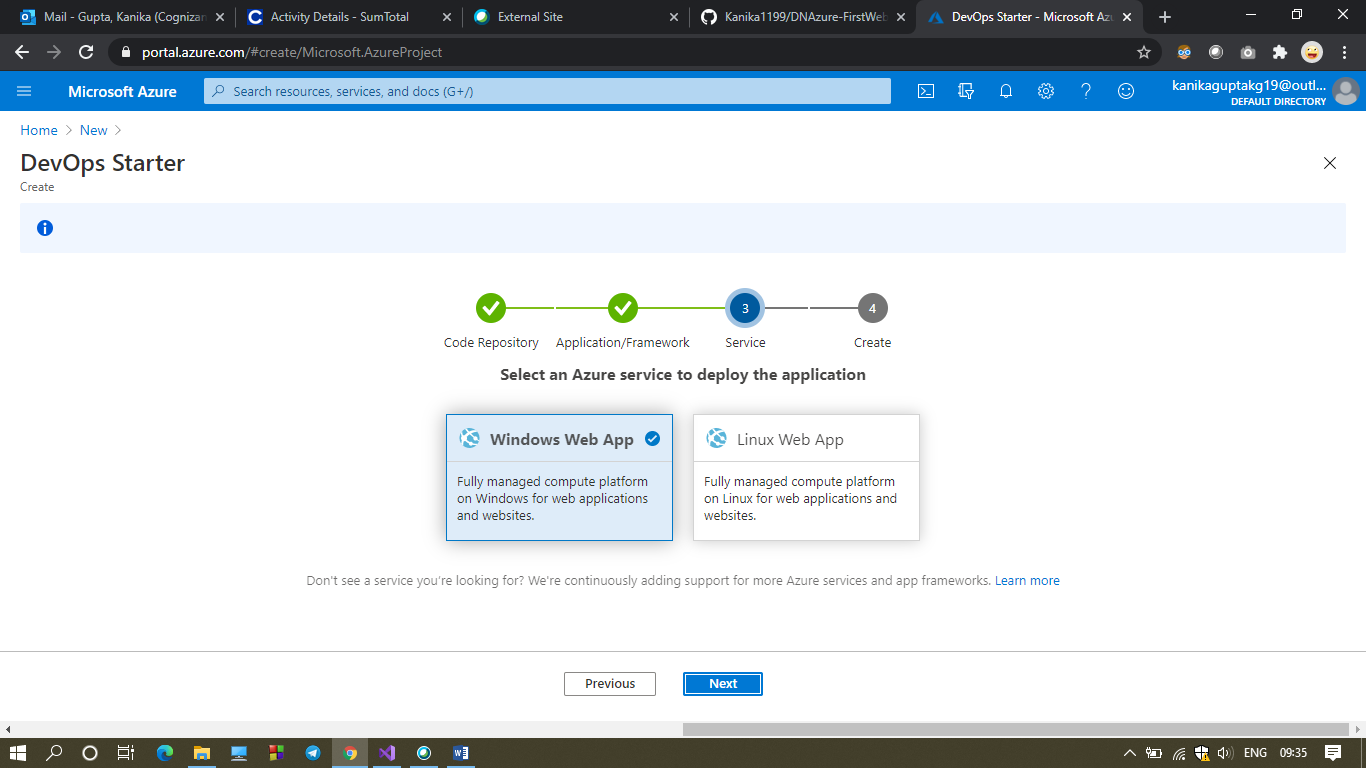 Mail - Gupta, Kanika (Cognizan
Activity Details - SumTotal
External Site
Kanika1199/DNAzure-FirstWeb
DevOps Starter - Microsoft Az
portal.azure.com/#create/Microsoft.AzureProject
Microsoft Azure
Search resources, services, and docs (G+/)
kanikaguptakg19@outl...
DEFAULT DIRECTORY
Home > New >
DevOps Starter
Create
3
4
Code Repository
Application/Framework
Service
Create
Select an Azure service to deploy the application
Windows Web App
Fully managed compute platform
on Windows for web applications
and websites.
Linux Web App
Fully managed compute platform
on Linux for web applications and
websites.
Don't see a service you're looking for? We're continuously adding support for more Azure services and app frameworks. Learn more
Previous
Next
ENG
09:35